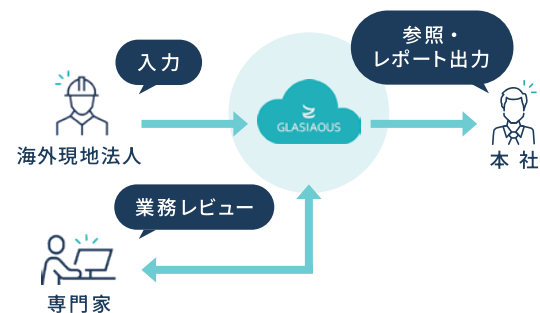 参照・
レポート出力
入力
GLASIAOUS
海外現地法人
本 社
業務レビュー
専門家